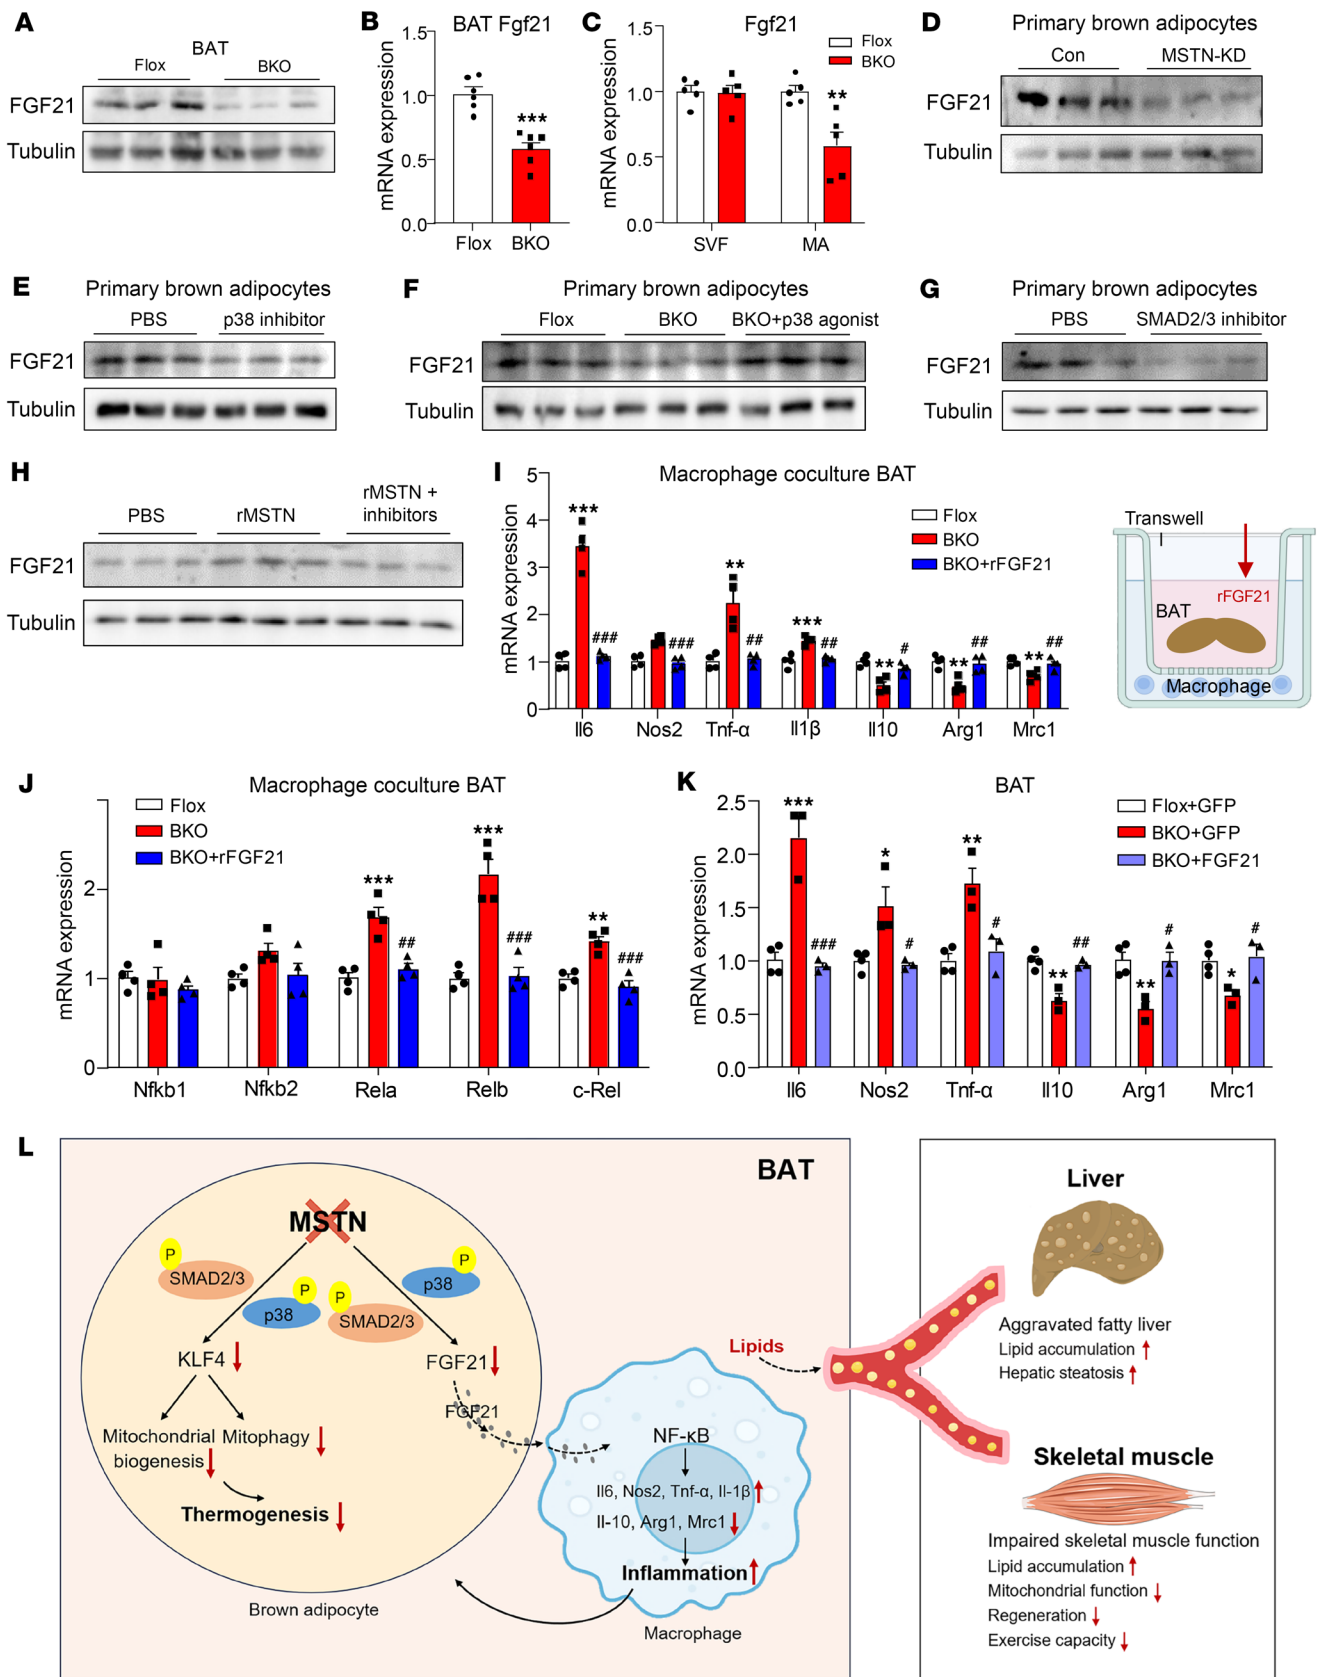 A
BAT
Flox
BKO
FGF21
Tubulin
B
BAT Fgf21
mRNA expression
1.5
1.0
0.5
0.0
***
Flox
BKO
C
Fgf21
mRNA expression
1.5
1.0
0.5
0.0
Flox
BKO
**
SVF
MA
D
Primary brown adipocytes
Con
MSTN-KD
FGF21
Tubulin
E
Primary brown adipocytes
PBS
p38 inhibitor
FGF21
Tubulin
F
Primary brown adipocytes
Flox
BKO
BKO+p38 agonist
FGF21
Tubulin
G
Primary brown adipocytes
PBS
SMAD2/3 inhibitor
FGF21
Tubulin
H
PBS
rMSTN
rMSTN +
inhibitors
FGF21
Tubulin
I
Macrophage coculture BAT
mRNA expression
5
4
3
2
1
0
Flox
BKO
BKO+rFGF21
*** ###
###
** ##
*** ##
** #
** ##
** ##
Il6
Nos2
Tnf-α
Il1β
Il10
Arg1
Mrc1
Transwell
rFGF21
BAT
Macrophage
J
Macrophage coculture BAT
mRNA expression
2
1
0
Flox
BKO
BKO+rFGF21
*** ##
*** ###
** ###
Nfkb1
Nfkb2
Rela
Relb
c-Rel
K
BAT
mRNA expression
2.5
2.0
1.5
1.0
0.5
0.0
Flox+GFP
BKO+GFP
BKO+FGF21
*** ###
* #
** #
** ##
** #
* #
Il6
Nos2
Tnf-α
Il10
Arg1
Mrc1
L
BAT
MSTN
P
SMAD2/3
P
p38
P
SMAD2/3
P
p38
KLF4
FGF21
FGF21
Mitochondrial
biogenesis
Mitophagy
Thermogenesis
Brown adipocyte
NF-κB
Il6, Nos2, Tnf-α, Il-1β
Il-10, Arg1, Mrc1
Inflammation
Macrophage
Lipids
Liver
Aggravated fatty liver
Lipid accumulation
Hepatic steatosis
Skeletal muscle
Impaired skeletal muscle function
Lipid accumulation
Mitochondrial function
Regeneration
Exercise capacity